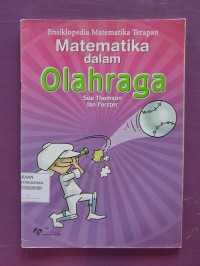 Ensiklopedia Matematika Terapan
Matematika
dalam
Olahraga
Sue Thomson
Ian Forster